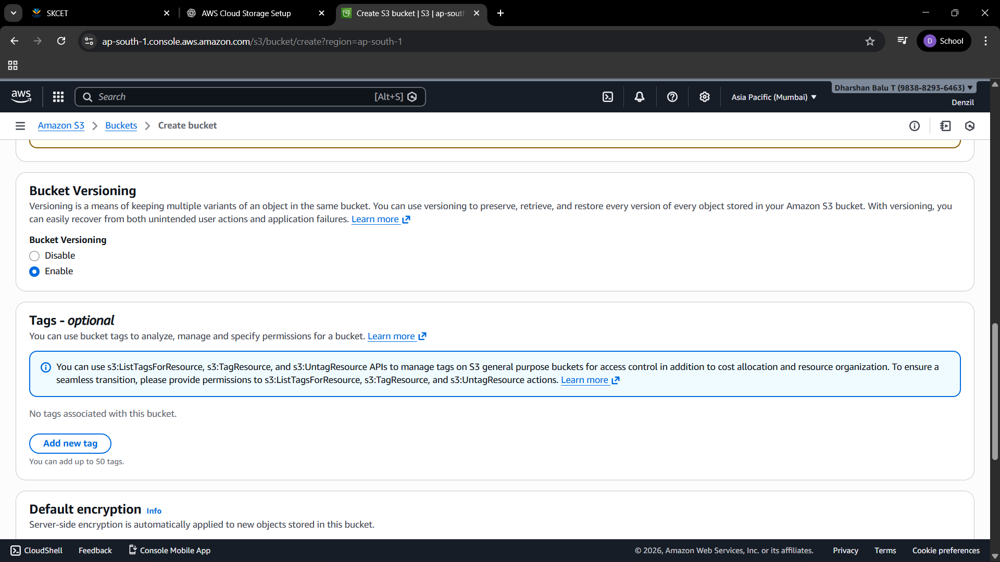 SKCET
AWS Cloud Storage Setup
Create S3 bucket | S3 | ap-sout
ap-south-1.console.aws.amazon.com/s3/bucket/create?region=ap-south-1
D School
aws
Search [Alt+S]
Asia Pacific (Mumbai)
Dharshan Balu T (9838-8293-6463)
Denzil
Amazon S3 > Buckets > Create bucket
Bucket Versioning
Versioning is a means of keeping multiple variants of an object in the same bucket. You can use versioning to preserve, retrieve, and restore every version of every object stored in your Amazon S3 bucket. With versioning, you
can easily recover from both unintended user actions and application failures. Learn more
Bucket Versioning
Disable
Enable
Tags - optional
You can use bucket tags to analyze, manage and specify permissions for a bucket. Learn more
You can use s3:ListTagsForResource, s3:TagResource, and s3:UntagResource APIs to manage tags on S3 general purpose buckets for access control in addition to cost allocation and resource organization. To ensure a
seamless transition, please provide permissions to s3:ListTagsForResource, s3:TagResource, and s3:UntagResource actions. Learn more
No tags associated with this bucket.
Add new tag
You can add up to 50 tags.
Default encryption Info
Server-side encryption is automatically applied to new objects stored in this bucket.
CloudShell Feedback Console Mobile App © 2026, Amazon Web Services, Inc. or its affiliates. Privacy Terms Cookie preferences